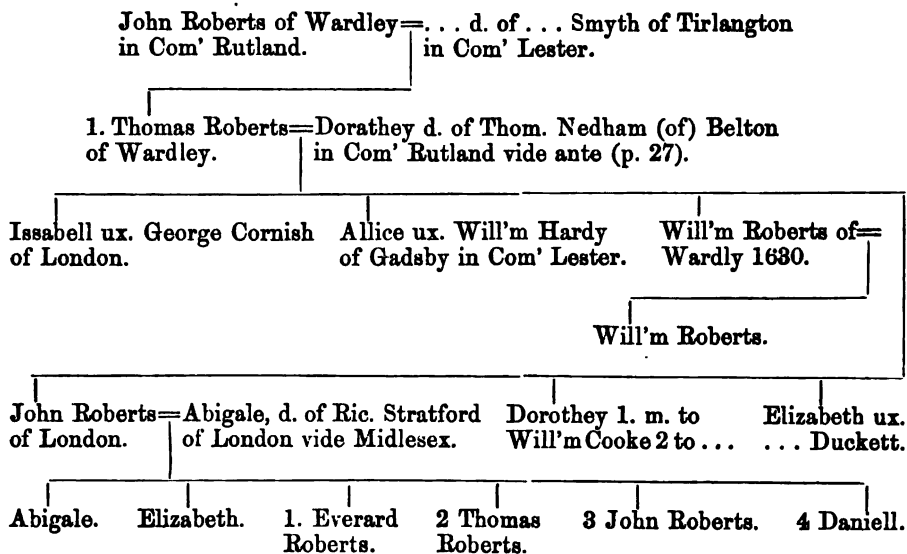 John Roberts of Wardley=... d. of ... Smyth of Tirlangton
in Com' Rutland. in Com' Lester.
1. Thomas Roberts=Dorathey d. of Thom. Nedham (of) Belton
of Wardley. in Com' Rutland vide ante (p. 27).
Issabell ux. George Cornish
of London.
Allice ux. Will'm Hardy
of Gadsby in Com' Lester.
Will'm Roberts of=
Wardly 1630.
Will'm Roberts.
John Roberts=Abigale, d. of Ric. Stratford
of London. of London vide Midlesex.
Dorothey 1. m. to
Will'm Cooke 2 to ...
Elizabeth ux.
... Duckett.
Abigale.
Elizabeth.
1. Everard
Roberts.
2 Thomas
Roberts.
3 John Roberts.
4 Daniell.